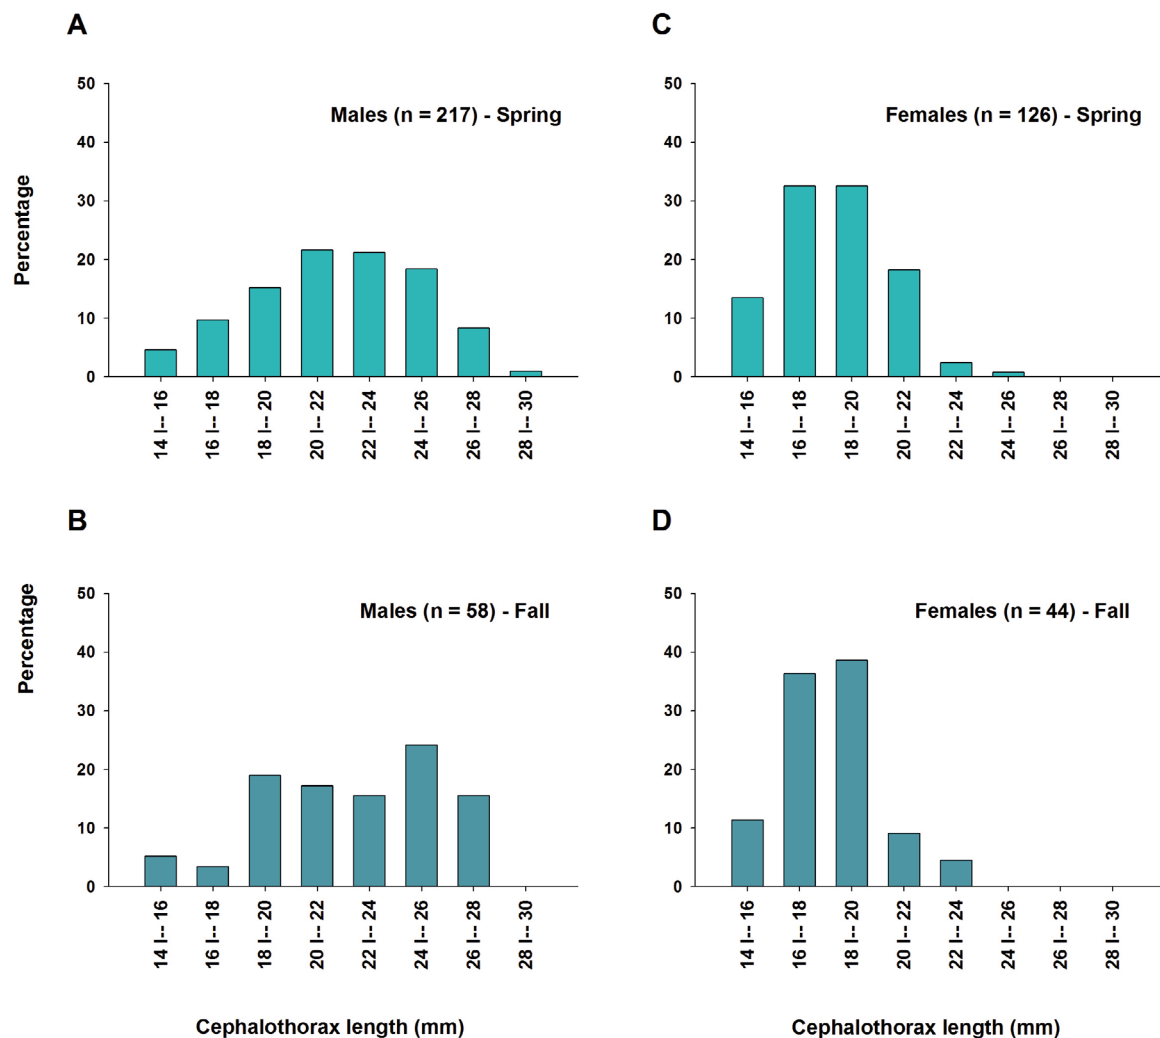 A
Males (n = 217) - Spring
Percentage
50
40
30
20
10
0
14 I-- 16
16 I-- 18
18 I-- 20
20 I-- 22
22 I-- 24
24 I-- 26
26 I-- 28
28 I-- 30
C
Females (n = 126) - Spring
50
40
30
20
10
0
14 I-- 16
16 I-- 18
18 I-- 20
20 I-- 22
22 I-- 24
24 I-- 26
26 I-- 28
28 I-- 30
B
Males (n = 58) - Fall
Percentage
50
40
30
20
10
0
14 I-- 16
16 I-- 18
18 I-- 20
20 I-- 22
22 I-- 24
24 I-- 26
26 I-- 28
28 I-- 30
Cephalothorax length (mm)
D
Females (n = 44) - Fall
50
40
30
20
10
0
14 I-- 16
16 I-- 18
18 I-- 20
20 I-- 22
22 I-- 24
24 I-- 26
26 I-- 28
28 I-- 30
Cephalothorax length (mm)